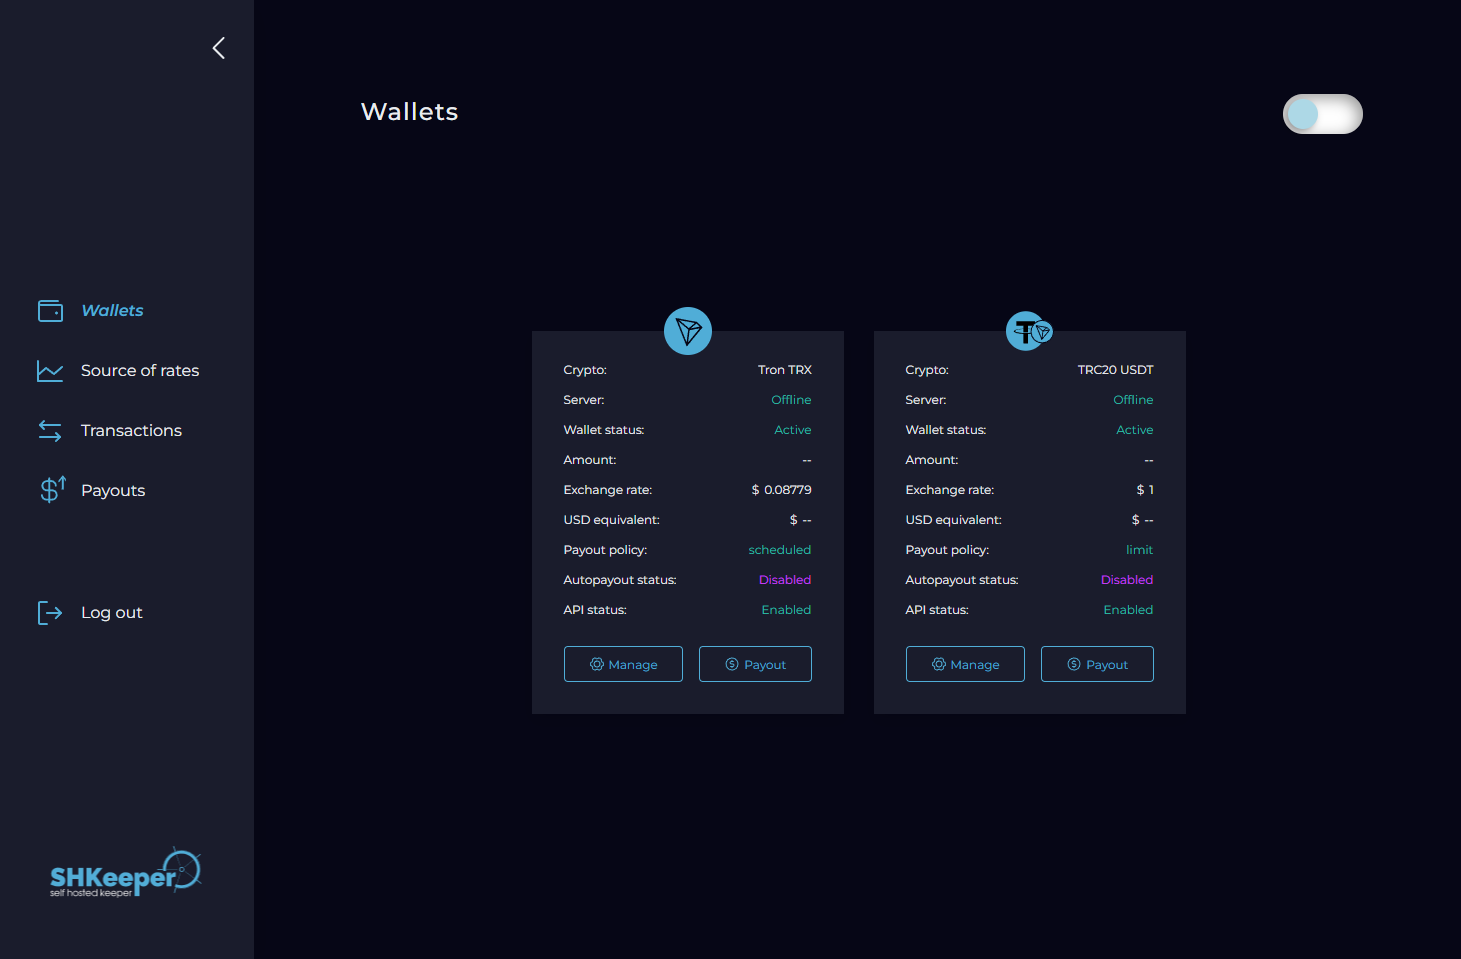 Wallets
Wallets
Source of rates
Transactions
Payouts
Log out
SHKeeper
self hosted keeper
Crypto: Tron TRX
Server: Offline
Wallet status: Active
Amount: --
Exchange rate: $ 0.08779
USD equivalent: $ --
Payout policy: scheduled
Autopayout status: Disabled
API status: Enabled
Manage Payout
Crypto: TRC20 USDT
Server: Offline
Wallet status: Active
Amount: --
Exchange rate: $ 1
USD equivalent: $ --
Payout policy: limit
Autopayout status: Disabled
API status: Enabled
Manage Payout